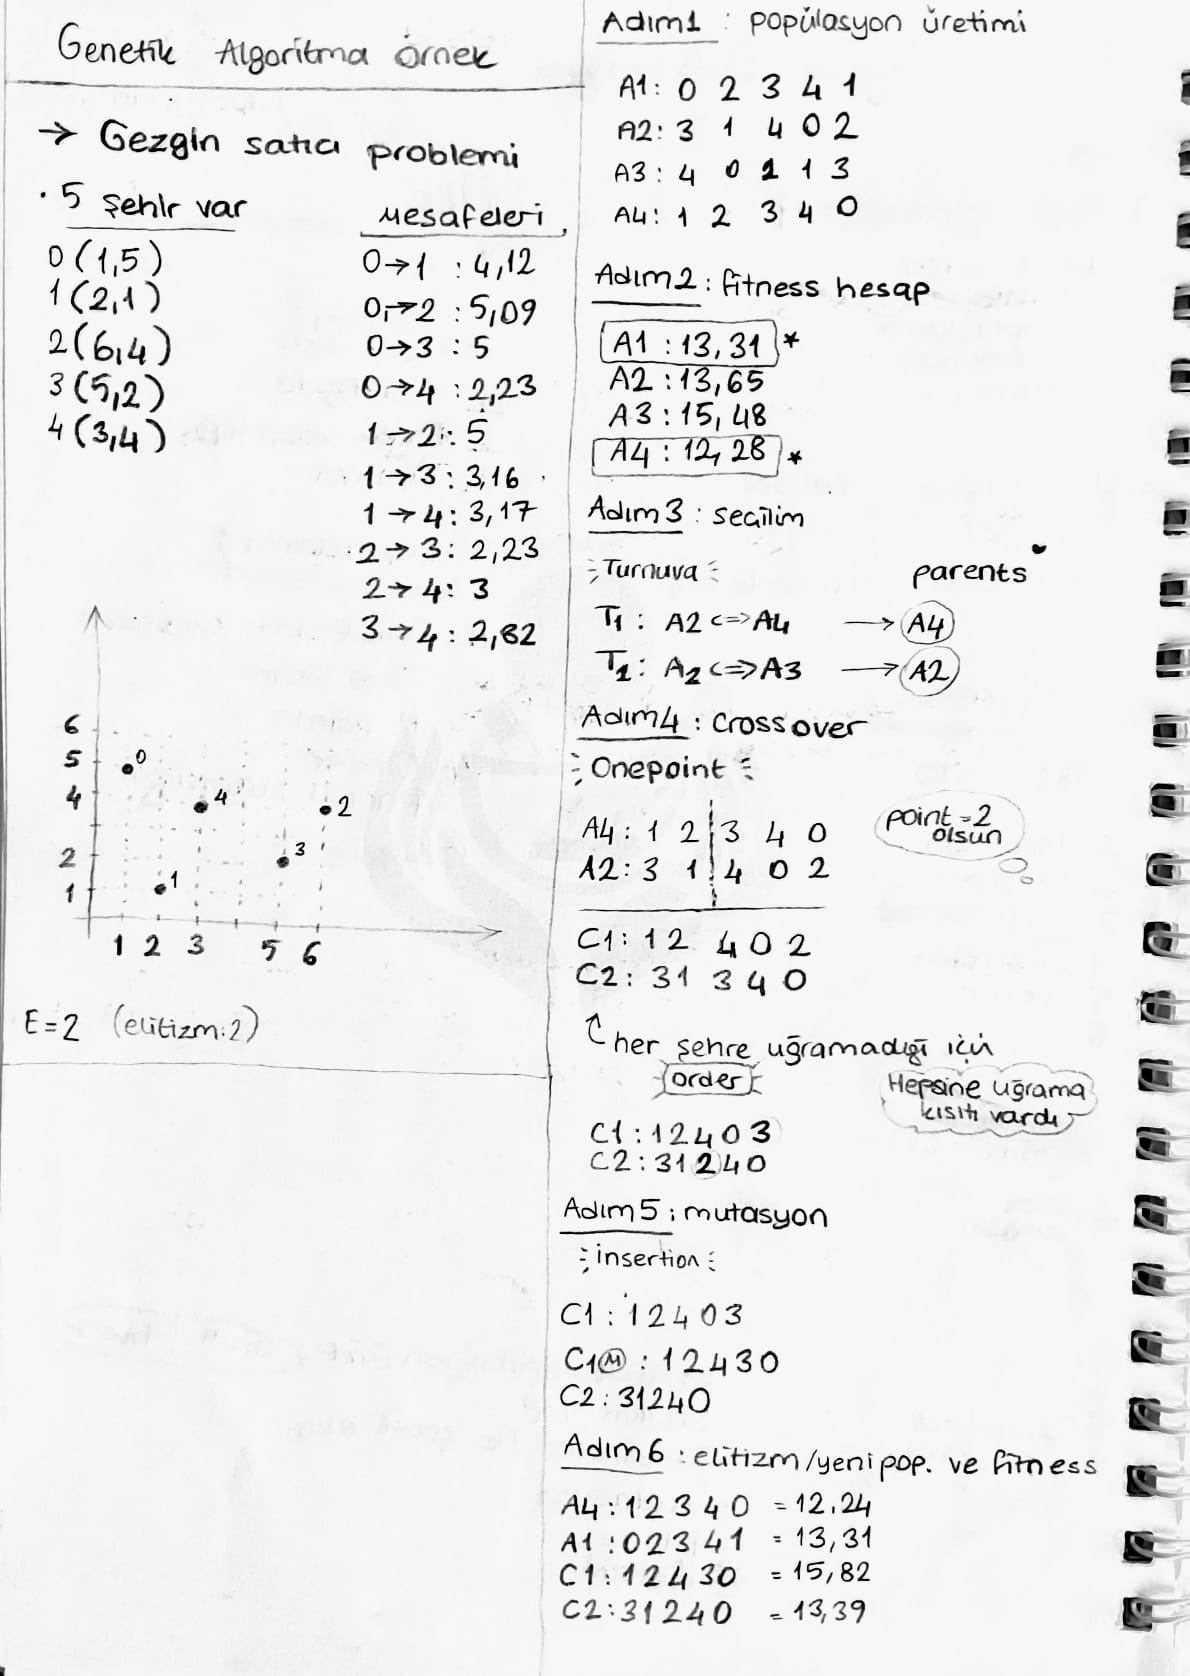 Genetik Algoritma örnek
→ Gezgin satıcı problemi
· 5 şehir var
0 (1,5)
1 (2,1)
2 (6,4)
3 (5,2)
4 (3,4)
Mesafeleri
0→1 : 4,12
0→2 : 5,09
0→3 : 5
0→4 : 2,23
1→2 : 5
1→3 : 3,16
1→4 : 3,17
2→3 : 2,23
2→4 : 3
3→4 : 2,82
6
5
4
2
1
0
4
2
3
1
1 2 3 5 6
E=2 (elitizm:2)
Adım1 : popülasyon üretimi
A1: 0 2 3 4 1
A2: 3 1 4 0 2
A3: 4 0 2 1 3
A4: 1 2 3 4 0
Adım2 : fitness hesap
A1 : 13,31 *
A2 : 13,65
A3 : 15,48
A4 : 12,28 *
Adım3 : seçilim
Turnuva
parents
T1 : A2 <=> A4 → A4
T2 : A2 <=> A3 → A2
Adım4 : Crossover
Onepoint
point=2
olsun
A4 : 1 2 3 4 0
A2 : 3 1 4 0 2
C1 : 1 2 4 0 2
C2 : 3 1 3 4 0
her şehre uğramadığı için
order
Hepsine uğrama
kısıtı vardı
C1 : 1 2 4 0 3
C2 : 3 1 2 4 0
Adım5 : mutasyon
insertion
C1 : 1 2 4 0 3
C1 M : 1 2 4 3 0
C2 : 3 1 2 4 0
Adım6 : elitizm/yeni pop. ve fitness
A4 : 1 2 3 4 0 = 12.24
A1 : 0 2 3 4 1 = 13,31
C1 : 1 2 4 3 0 = 15,82
C2 : 3 1 2 4 0 = 13,39